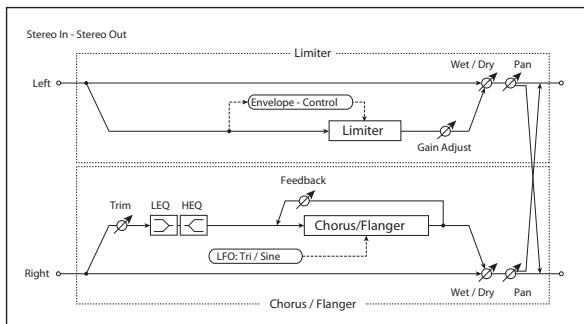 Stereo In - Stereo Out
Limiter
Wet / Dry
Pan
Left
Envelope - Control
Limiter
Gain Adjust
Feedback
Trim
LEQ
HEQ
Chorus/Flanger
LFO: Tri / Sine
Right
Wet / Dry
Pan
Chorus / Flanger